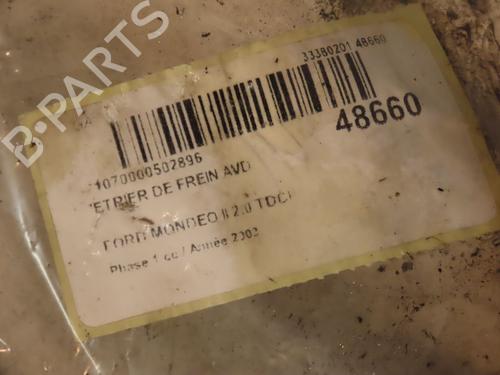 B-PARTS
33380201 48660
48660
1070000502896
ETRIER DE FREIN AVD
FORD MONDEO II 2.0 TDCI
Phase 1 cc / Année 2002